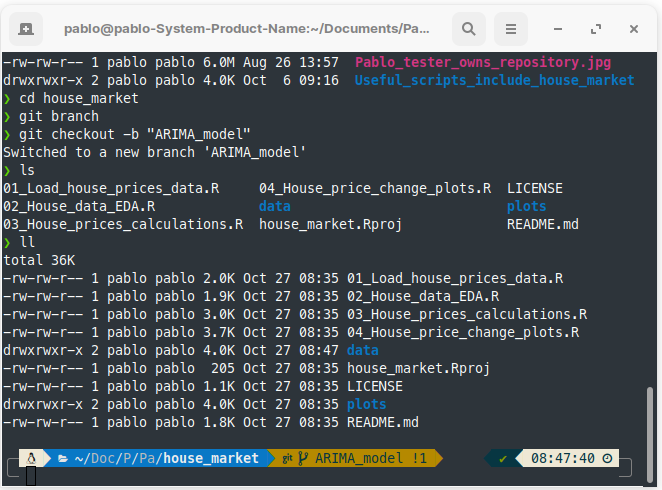 pablo@pablo-System-Product-Name:~/Documents/Pa...
-rw-rw-r-- 1 pablo pablo 6.0M Aug 26 13:57  Pablo_tester_owns_repository.jpg
drwxrwxr-x 2 pablo pablo 4.0K Oct  6 09:16  Useful_scripts_include_house_market
❯ cd house_market
❯ git branch
❯ git checkout -b "ARIMA_model"
Switched to a new branch 'ARIMA_model'
❯ ls
01_Load_house_prices_data.R     04_House_price_change_plots.R  LICENSE
02_House_data_EDA.R             data                           plots
03_House_prices_calculations.R  house_market.Rproj             README.md
❯ ll
total 36K
-rw-rw-r-- 1 pablo pablo 2.0K Oct 27 08:35 01_Load_house_prices_data.R
-rw-rw-r-- 1 pablo pablo 1.9K Oct 27 08:35 02_House_data_EDA.R
-rw-rw-r-- 1 pablo pablo 3.0K Oct 27 08:35 03_House_prices_calculations.R
-rw-rw-r-- 1 pablo pablo 3.7K Oct 27 08:35 04_House_price_change_plots.R
drwxrwxr-x 2 pablo pablo 4.0K Oct 27 08:47 data
-rw-rw-r-- 1 pablo pablo  205 Oct 27 08:35 house_market.Rproj
-rw-rw-r-- 1 pablo pablo 1.1K Oct 27 08:35 LICENSE
drwxrwxr-x 2 pablo pablo 4.0K Oct 27 08:35 plots
-rw-rw-r-- 1 pablo pablo 1.8K Oct 27 08:35 README.md
~/Doc/P/Pa/house_market git ARIMA_model !1 ✔ 08:47:40